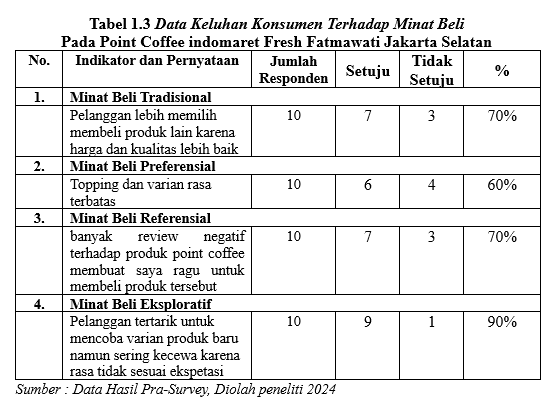 Tabel 1.3 Data Keluhan Konsumen Terhadap Minat Beli
Pada Point Coffee indomaret Fresh Fatmawati Jakarta Selatan
No. Indikator dan Pernyataan Jumlah Responden Setuju Tidak Setuju %
1. Minat Beli Tradisional
Pelanggan lebih memilih 10 7 3 70%
membeli produk lain karena
harga dan kualitas lebih baik
2. Minat Beli Preferensial
Topping dan varian rasa 10 6 4 60%
terbatas
3. Minat Beli Referensial
banyak review negatif 10 7 3 70%
terhadap produk point coffee
membuat saya ragu untuk
membeli produk tersebut
4. Minat Beli Eksploratif
Pelanggan tertarik untuk 10 9 1 90%
mencoba varian produk baru
namun sering kecewa karena
rasa tidak sesuai ekspetasi
Sumber : Data Hasil Pra-Survey, Diolah peneliti 2024